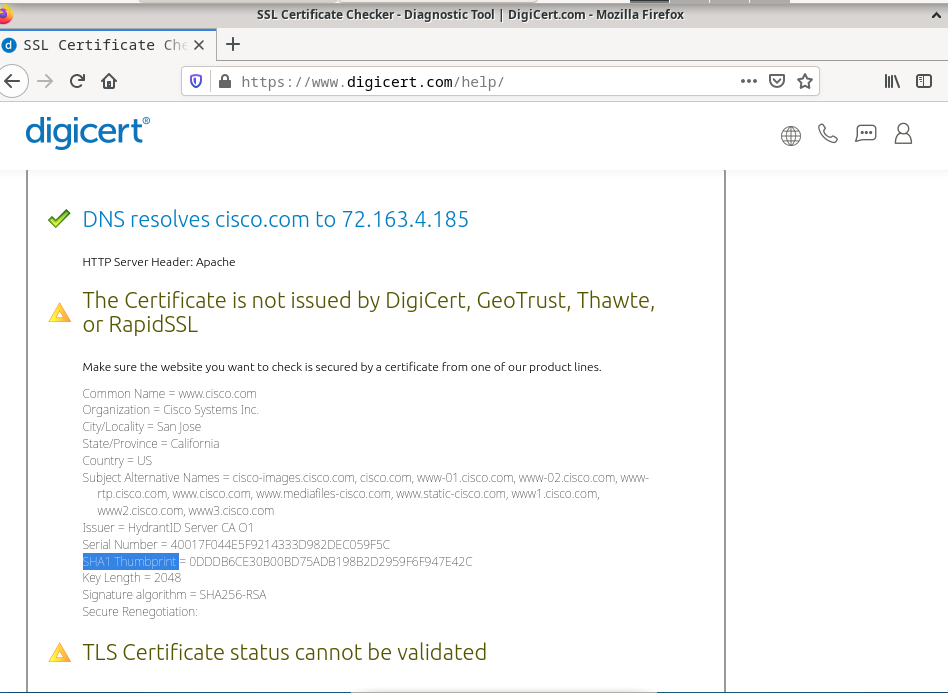 SSL Certificate Checker - Diagnostic Tool | DigiCert.com - Mozilla Firefox
SSL Certificate Che
https://www.digicert.com/help/
digicert®
DNS resolves cisco.com to 72.163.4.185
HTTP Server Header: Apache
The Certificate is not issued by DigiCert, GeoTrust, Thawte,
or RapidSSL
Make sure the website you want to check is secured by a certificate from one of our product lines.
Common Name = www.cisco.com
Organization = Cisco Systems Inc.
City/Locality = San Jose
State/Province = California
Country = US
Subject Alternative Names = cisco-images.cisco.com, cisco.com, www-01.cisco.com, www-02.cisco.com, www-
rtp.cisco.com, www.cisco.com, www.mediafiles-cisco.com, www.static-cisco.com, www1.cisco.com,
www2.cisco.com, www3.cisco.com
Issuer = HydrantID Server CA O1
Serial Number = 40017F044E5F9214333D982DEC059F5C
SHA1 Thumbprint = 0DDDB6CE30B00BD75ADB198B2D2959F6F947E42C
Key Length = 2048
Signature algorithm = SHA256-RSA
Secure Renegotiation:
TLS Certificate status cannot be validated